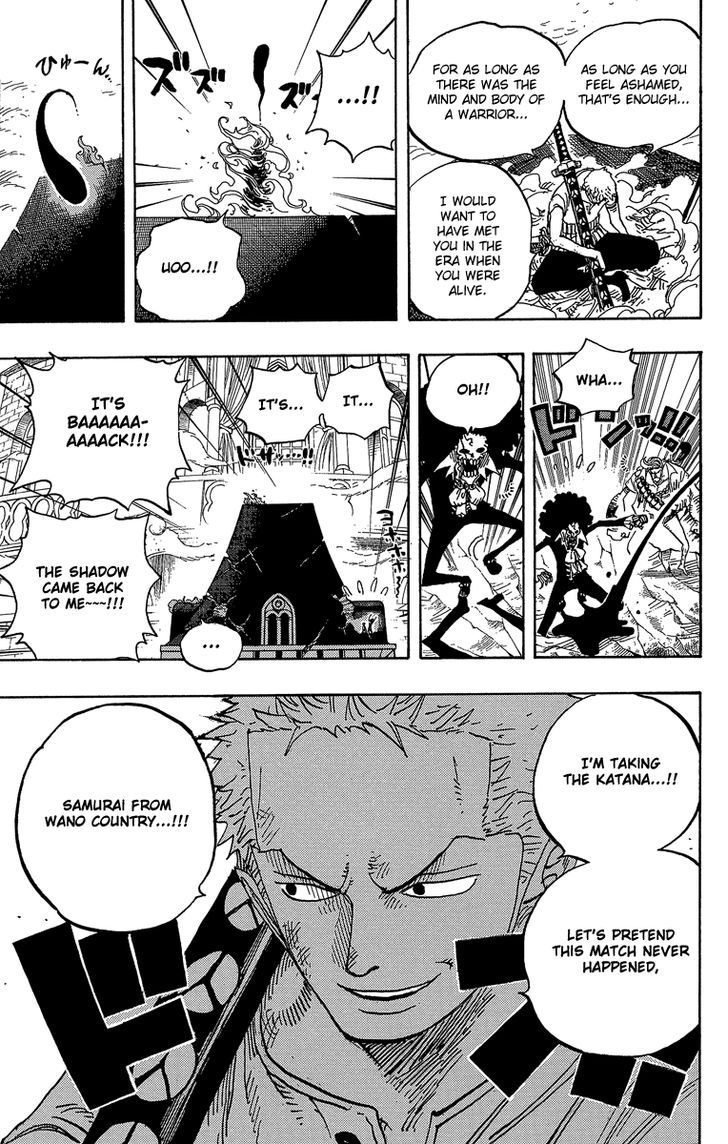 AS LONG AS YOU
FEEL ASHAMED,
THAT'S ENOUGH...
FOR AS LONG AS
THERE WAS THE
MIND AND BODY OF
A WARRIOR...
I WOULD
WANT TO
HAVE MET
YOU IN THE
ERA WHEN
YOU WERE
ALIVE.
...!!
ズズズ
UOO...!!
ひゅーん
WHA...
OH!!
IT...
IT'S...
IT'S
BAAAAAA-
AAAAACK!!!
THE SHADOW
CAME BACK
TO ME~~~!!!
...
I'M TAKING
THE KATANA...!!
LET'S PRETEND
THIS MATCH NEVER
HAPPENED,
SAMURAI FROM
WANO COUNTRY...!!!